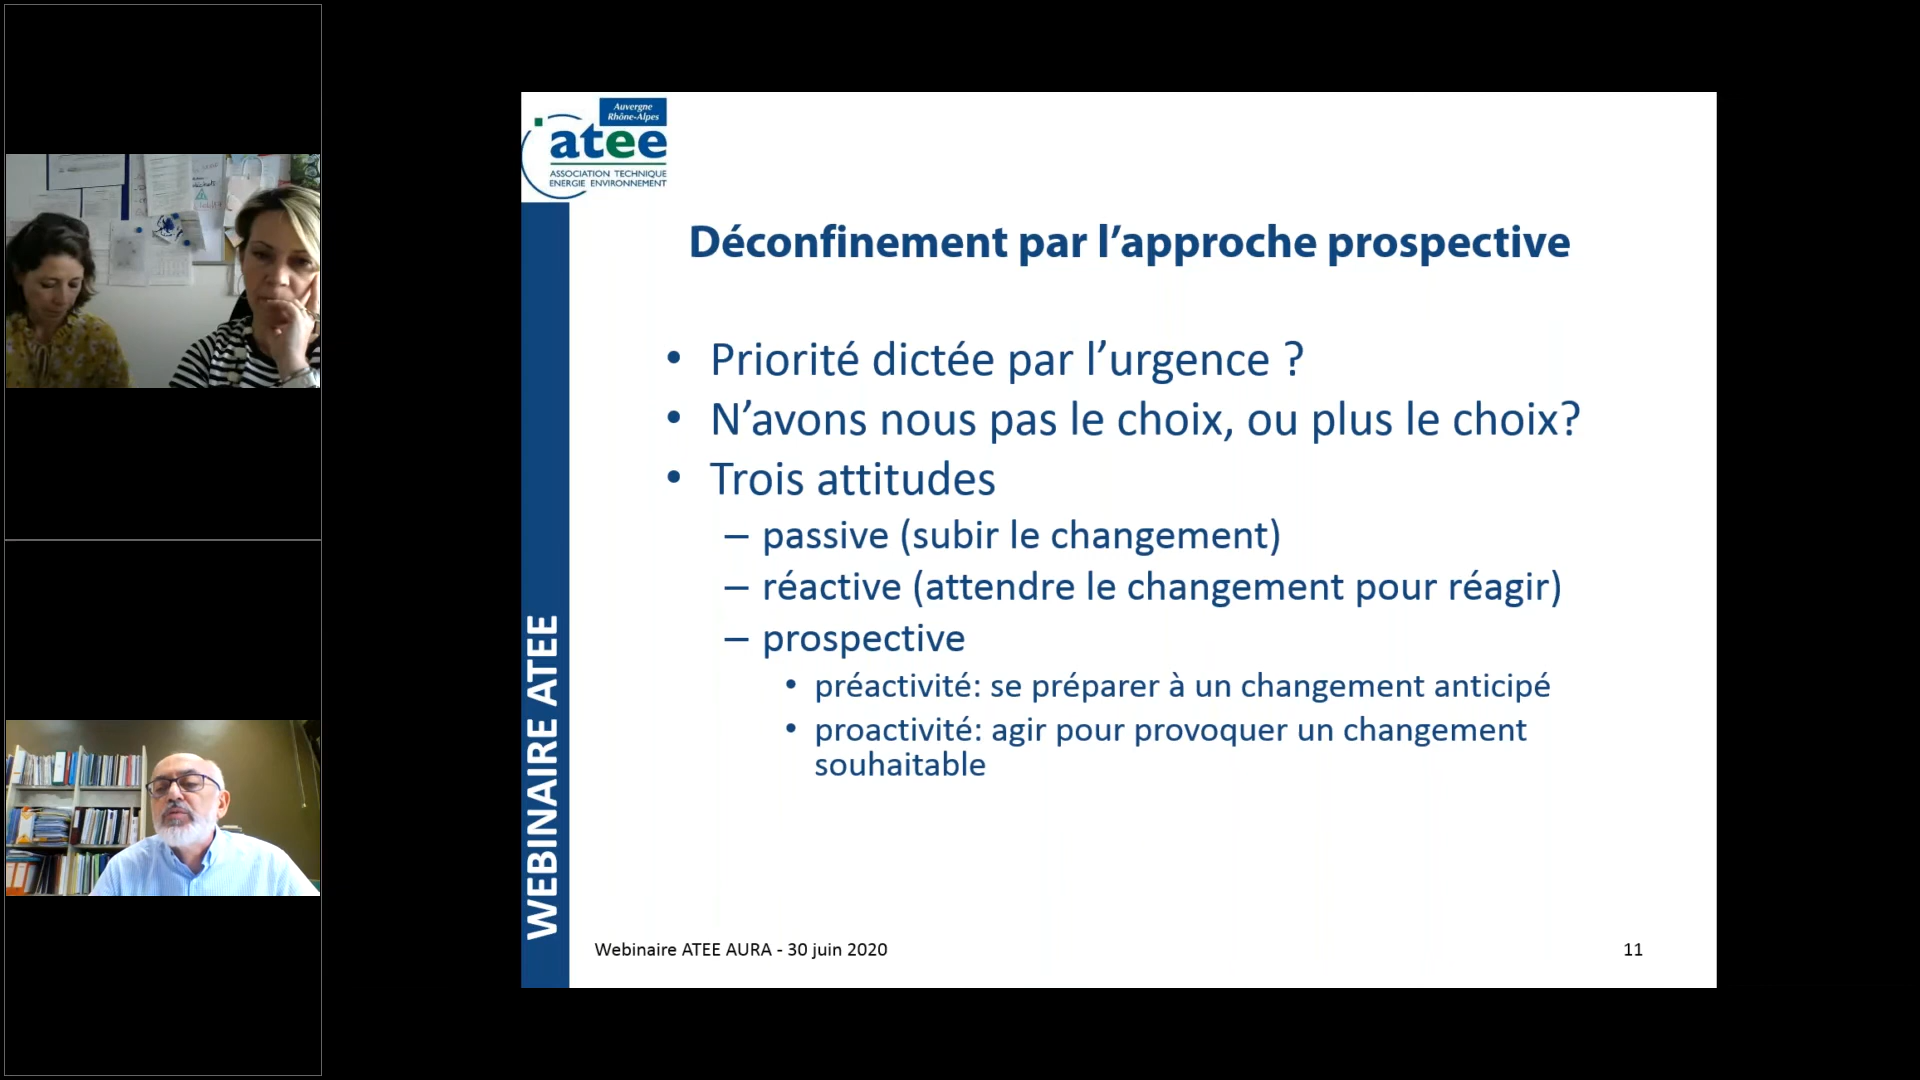 Auvergne
Rhône-Alpes
atee
ASSOCIATION TECHNIQUE
ENERGIE ENVIRONNEMENT
Déconfinement par l’approche prospective
• Priorité dictée par l’urgence ?
• N’avons nous pas le choix, ou plus le choix?
• Trois attitudes
– passive (subir le changement)
– réactive (attendre le changement pour réagir)
– prospective
• préactivité: se préparer à un changement anticipé
• proactivité: agir pour provoquer un changement
souhaitable
WEBINAIRE ATEE
Webinaire ATEE AURA - 30 juin 2020
11